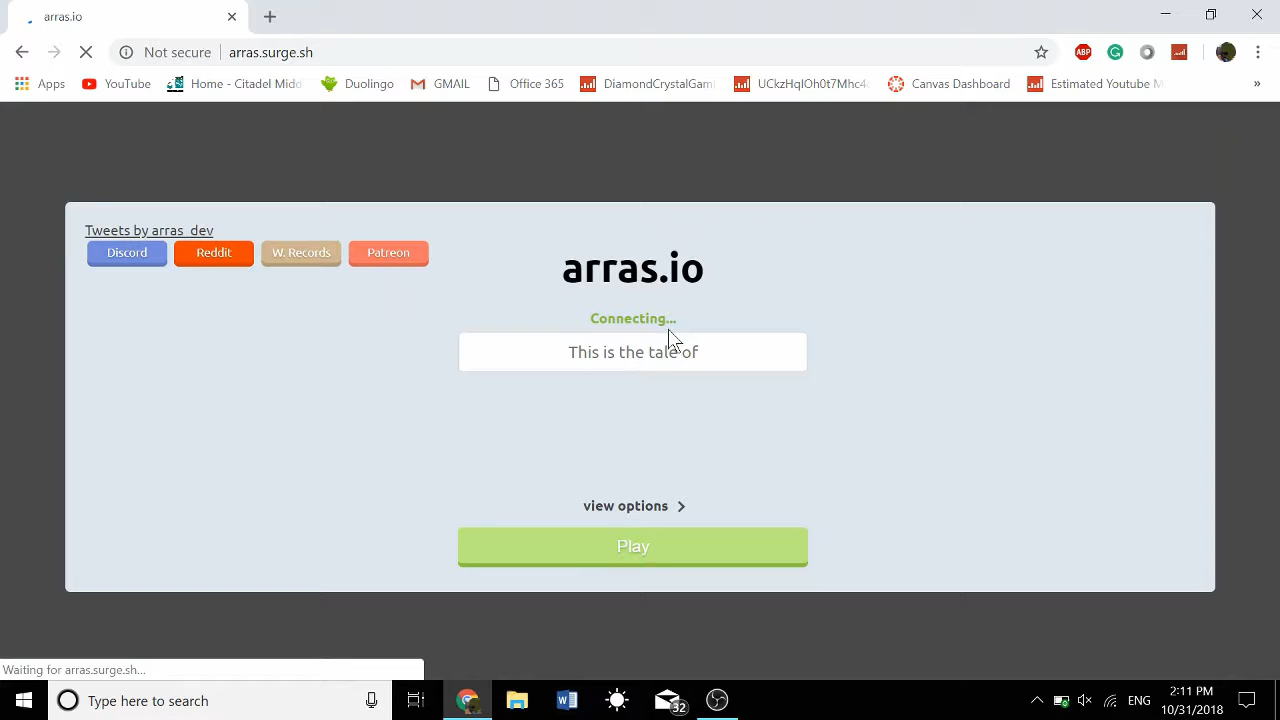 arras.io
Not secure
arras.surge.sh
ABP
Apps
YouTube
Home - Citadel Midd
Duolingo
GMAIL
Office 365
DiamondCrystalGam
Canvas Dashboard
Estimated Youtube M
»
Tweets by arras_dev
Discord
Reddit
W. Records
Patreon
arras.io
Connecting...
This is the tale of
view options
Play
Waiting for arras.surge.sh...
Type here to search
32
ENG
2:11 PM
10/31/2018